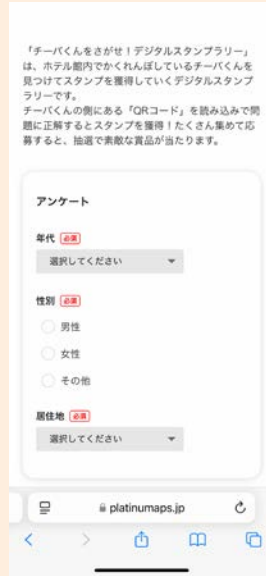 「チーバくんをさがせ！デジタルスタンプラリー」
は、ホテル館内でかくれんぼしているチーバくんを
見つけてスタンプを獲得していくデジタルスタンプ
ラリーです。
チーバくんの側にある「QRコード」を読み込みで問
題に正解するとスタンプを獲得！たくさん集めて応
募すると、抽選で素敵な賞品が当たります。
アンケート
年代 必須
選択してください
性別 必須
男性
女性
その他
居住地 必須
選択してください
platinumaps.jp